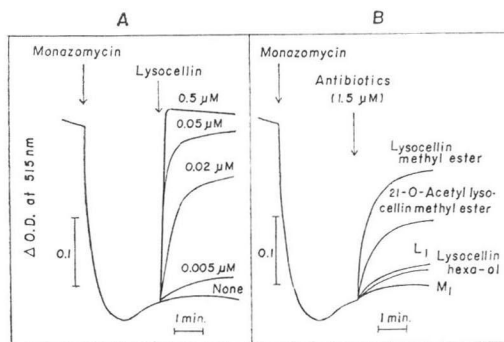 A
Monazomycin
Lysocellin
0.5 μM
0.05 μM
0.02 μM
0.005 μM
None
0.1
1 min.
Δ O.D. at 515 nm
B
Monazomycin
Antibiotics
(1.5 μM)
Lysocellin
methyl ester
21-O-Acetyl lyso-
cellin methyl ester
L1
Lysocellin
hexa-ol
M1
0.1
1 min.